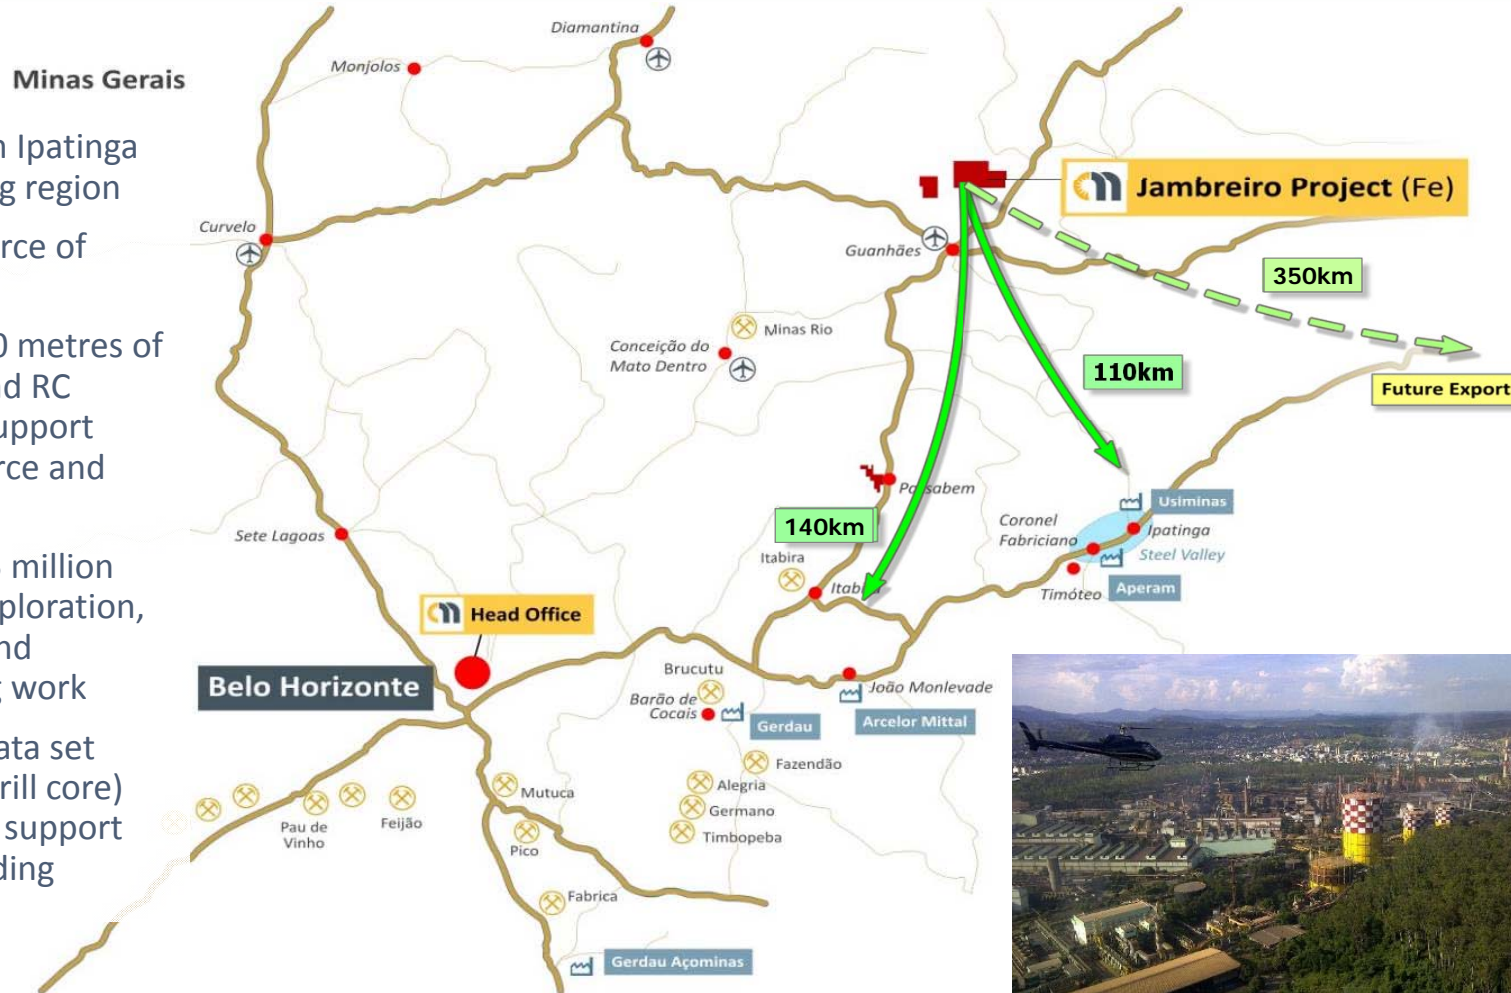 Minas Gerais
n Ipatinga
g region
rce of
0 metres of
nd RC
upport
rce and
million
ploration,
nd
g work
ata set
rill core)
support
ding
Diamantina
Monjolos
Curvelo
Jambreiro Project (Fe)
Guanhães
350km
Minas Rio
Conceição do
Mato Dentro
110km
Future Export
140km
Usiminas
Coronel
Fabriciano
Ipatinga
Steel Valley
Sete Lagoas
Itabira
Timóteo
Aperam
Head Office
Belo Horizonte
Brucutu
Barão de
Cocais
João Monlevade
Gerdau
Arcelor Mittal
Fazendão
Alegria
Mutuca
Germano
Pau de
Vinho
Feijão
Timbopeba
Pico
Fabrica
Gerdau Açominas